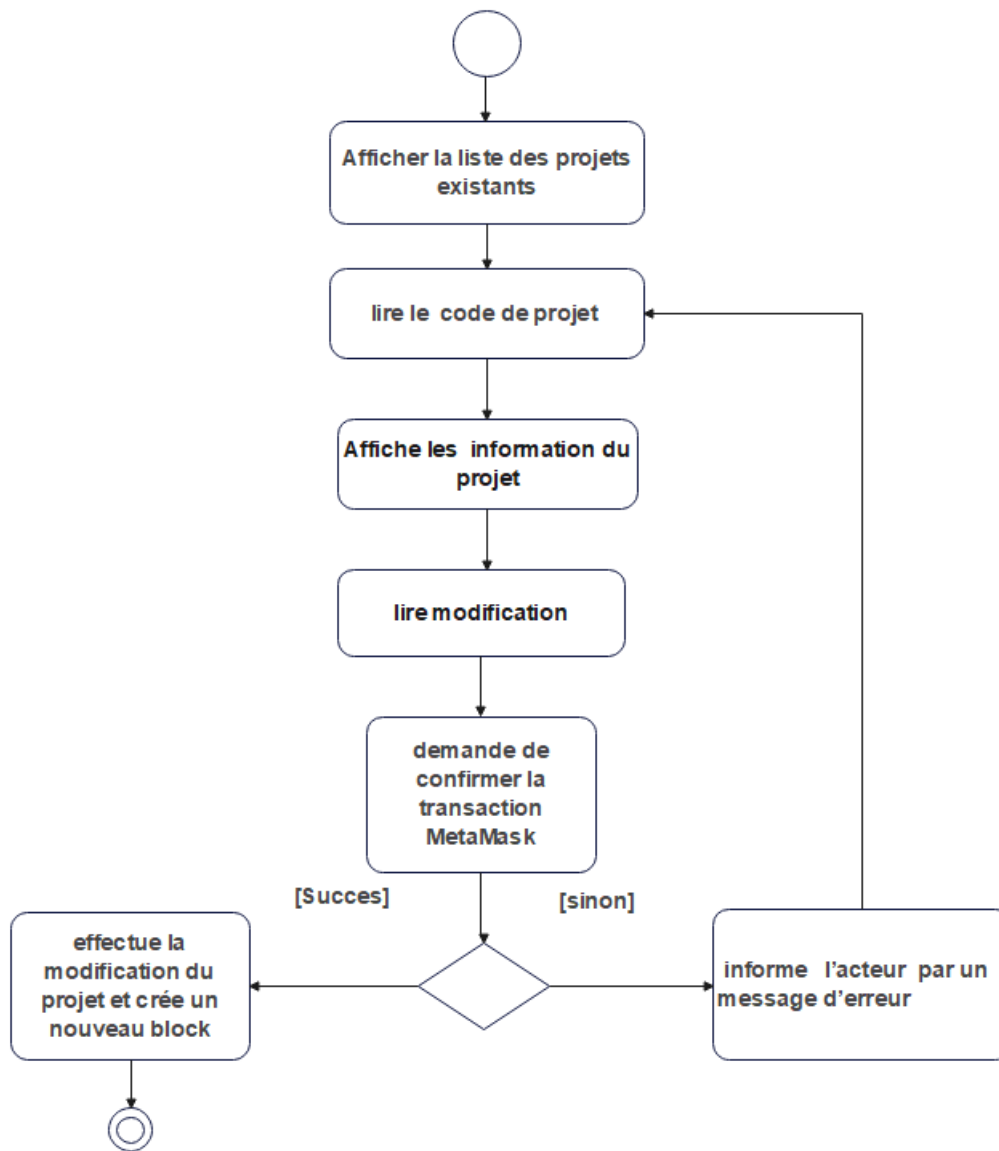 Afficher la liste des projets
existants
lire le code de projet
Affiche les information du
projet
lire modification
demande de
confirmer la
transaction
MetaMask
[Succes]
[sinon]
effectue la
modification du
projet et crée un
nouveau block
informe l'acteur par un
message d'erreur